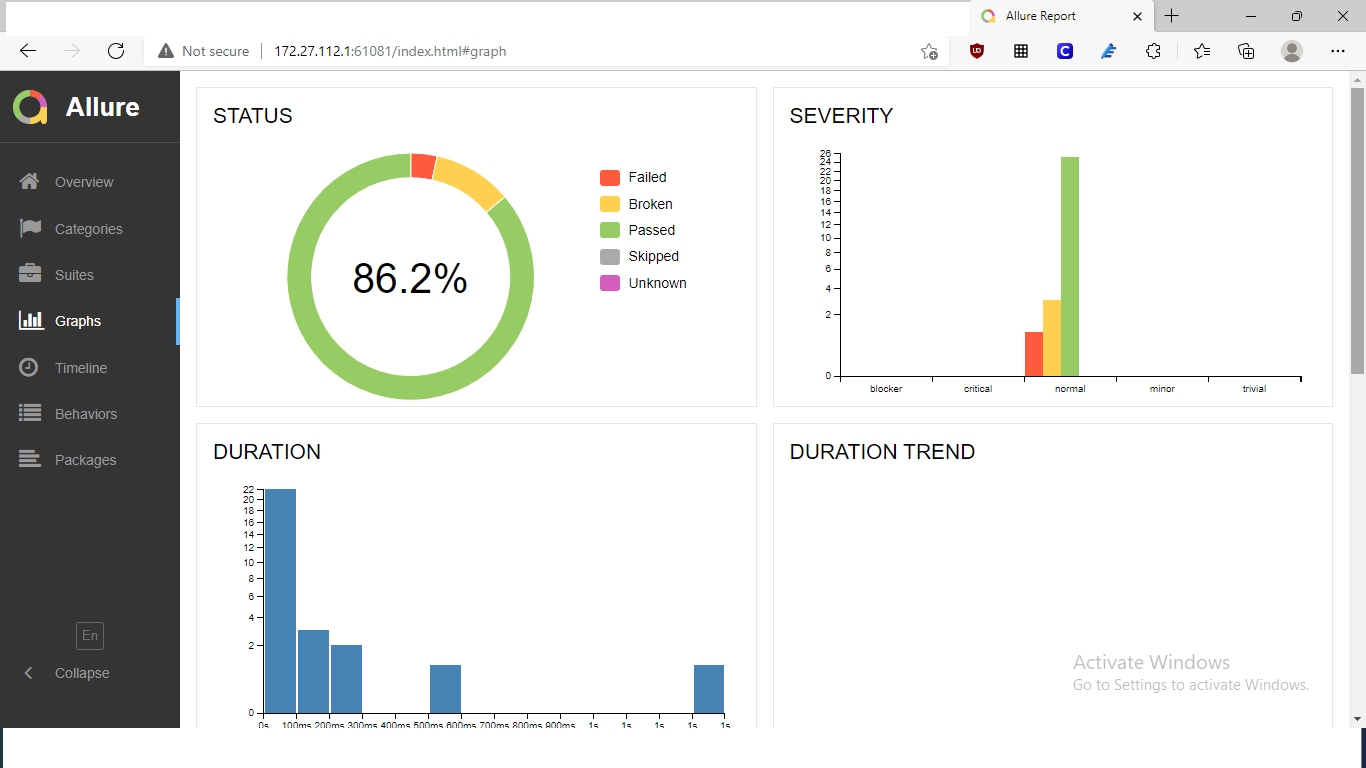 Allure Report
Not secure
172.27.112.1:61081/index.html#graph
Allure
Overview
Categories
Suites
Graphs
Timeline
Behaviors
Packages
En
Collapse
STATUS
86.2%
Failed
Broken
Passed
Skipped
Unknown
SEVERITY
26
24
22
20
18
16
14
12
10
8
6
4
2
0
blocker critical normal minor trivial
DURATION
22
20
18
16
14
12
10
8
6
4
2
0
0s 100ms 200ms 300ms 400ms 500ms 600ms 700ms 800ms 900ms 1s 1s 1s 1s 1s
DURATION TREND
Activate Windows
Go to Settings to activate Windows.